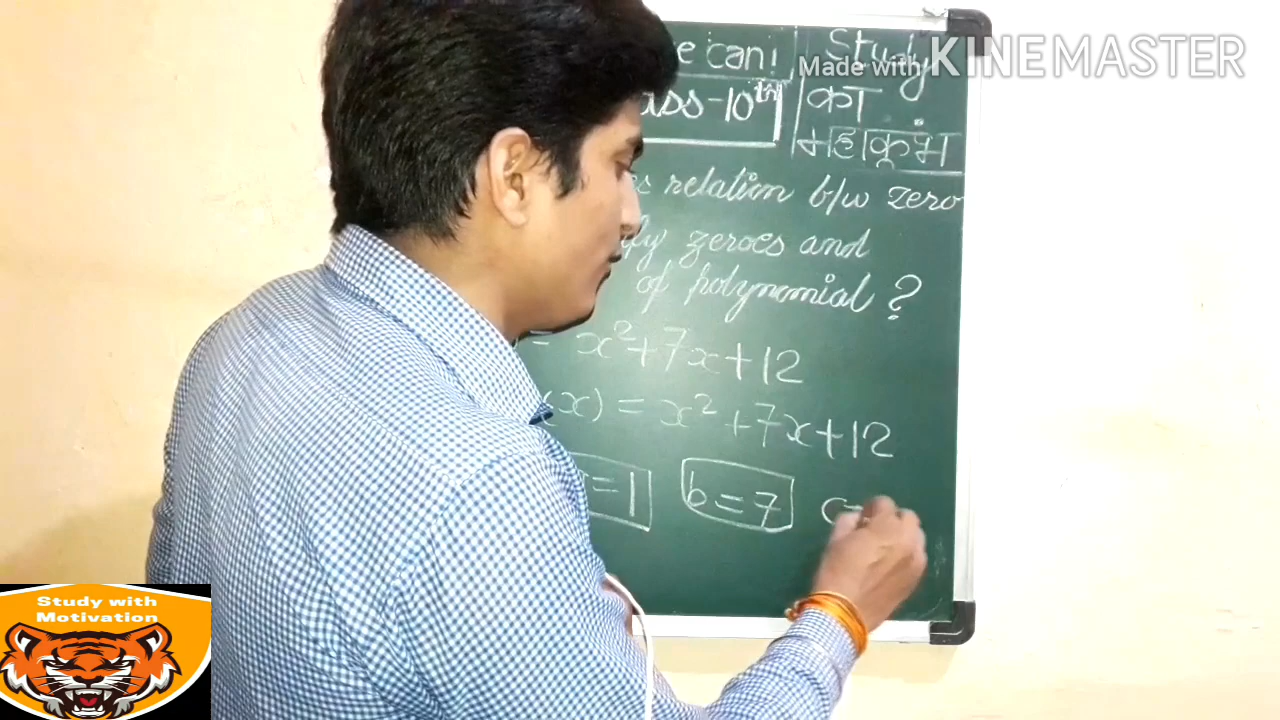 e can!
ass-10th
Study
का
महाकुंभ
Made with KINEMASTER
relation b/w zero
zeroes and
of polynomial ?
= x²+7x+12
(x) = x²+7x+12
=1 b=7 c=
Study with
Motivation